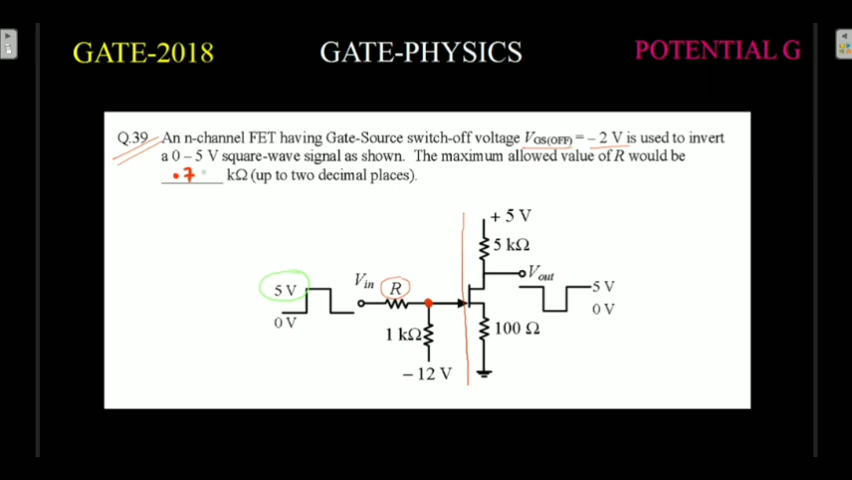 GATE-2018 GATE-PHYSICS POTENTIAL G
Q.39 An n-channel FET having Gate-Source switch-off voltage VGS(OFF) = – 2 V is used to invert
a 0 – 5 V square-wave signal as shown. The maximum allowed value of R would be
.7 kΩ (up to two decimal places).
+ 5 V
5 kΩ
Vout
Vin R
5 V
5 V
0 V
0 V
1 kΩ
100 Ω
– 12 V